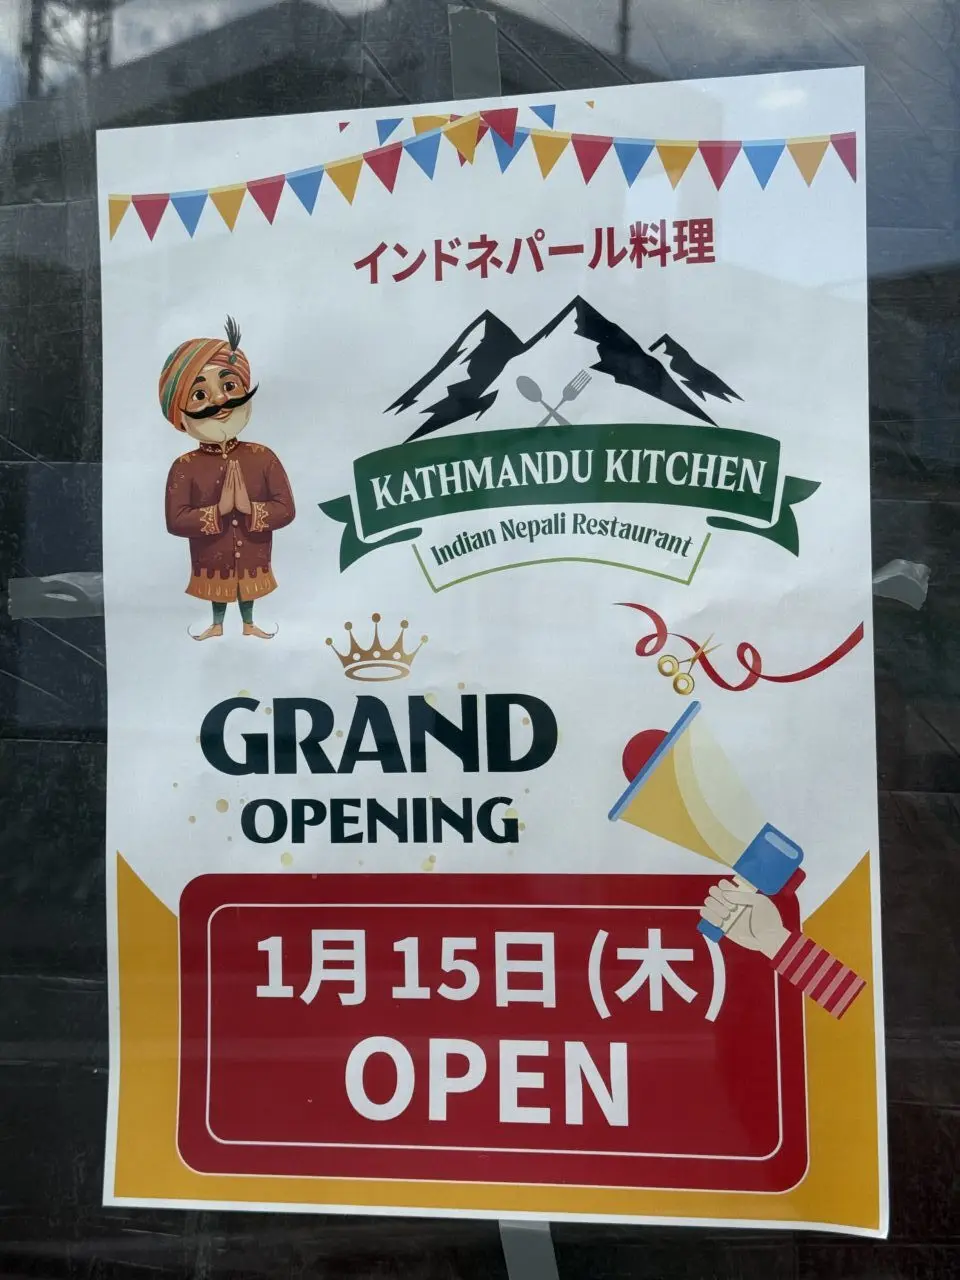 インドネパール料理
KATHMANDU KITCHEN
Indian Nepali Restaurant
GRAND
OPENING
1月15日(木)
OPEN